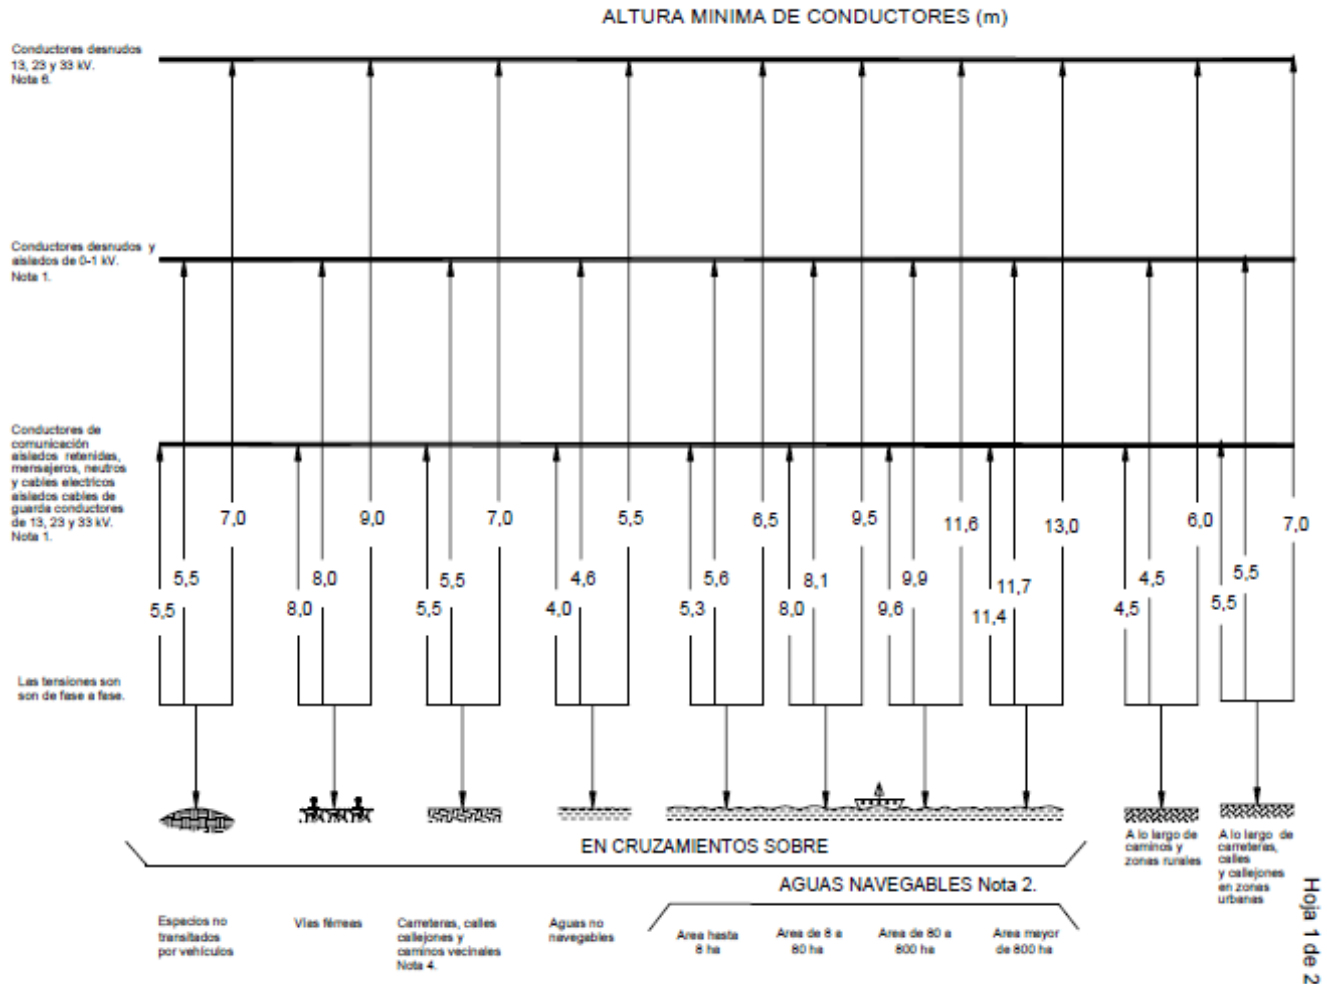 ALTURA MINIMA DE CONDUCTORES (m)
Conductores desnudos
13, 23 y 33 kV.
Nota 6.
Conductores desnudos y
aislados de 0-1 kV.
Nota 1.
Conductores de
comunicación
aislados retenidas,
mensajeros, neutros
y cables electricos
aislados cables de
guarda conductores
de 13, 23 y 33 kV.
Nota 1.
7,0
9,0
7,0
5,5
6,5
9,5
11,6
13,0
6,0
7,0
5,5
8,0
5,5
4,6
5,6
8,1
9,9
11,7
4,5
5,5
5,5
8,0
5,5
4,0
5,3
8,0
9,6
11,4
4,5
5,5
Las tensiones son
son de fase a fase.
EN CRUZAMIENTOS SOBRE
A lo largo de
caminos y
zonas rurales
A lo largo de
carreteras,
calles
y callejones
en zonas
urbanas
AGUAS NAVEGABLES Nota 2.
Espacios no
transitados
por vehículos
Vías férreas
Carreteras, calles
callejones y
caminos vecinales
Nota 4.
Aguas no
navegables
Area hasta
8 ha
Area de 8 a
80 ha
Area de 80 a
800 ha
Area mayor
de 800 ha
Hoja 1 de 2